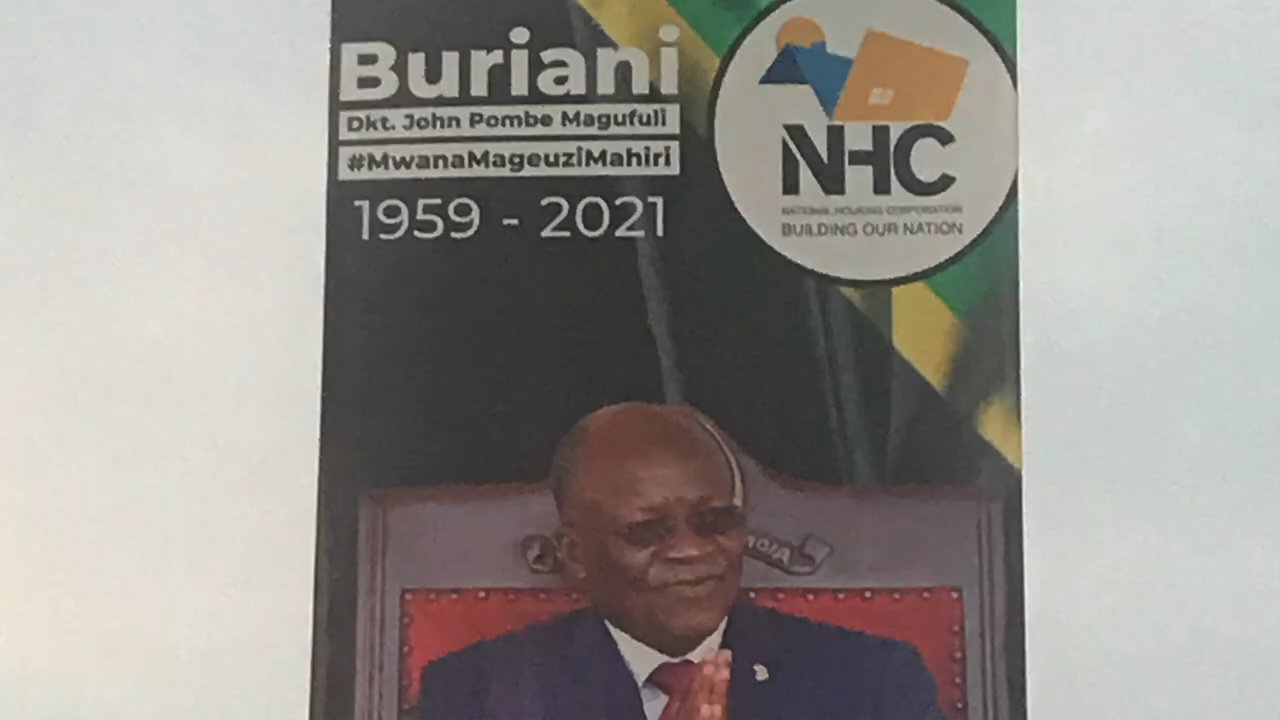 Buriani
Dkt. John Pombe Magufuli
#MwanaMageuziMahiri
1959 - 2021
NHC
NATIONAL HOUSING CORPORATION
BUILDING OUR NATION